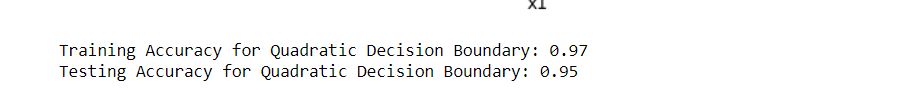 x1
Training Accuracy for Quadratic Decision Boundary: 0.97
Testing Accuracy for Quadratic Decision Boundary: 0.95